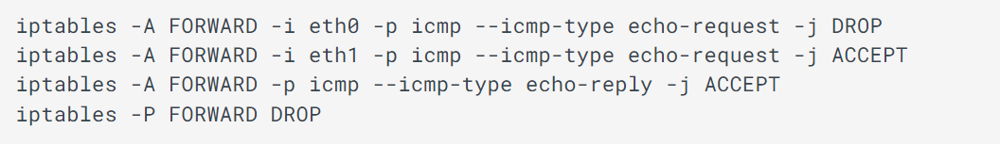 iptables -A FORWARD -i eth0 -p icmp --icmp-type echo-request -j DROP
iptables -A FORWARD -i eth1 -p icmp --icmp-type echo-request -j ACCEPT
iptables -A FORWARD -p icmp --icmp-type echo-reply -j ACCEPT
iptables -P FORWARD DROP